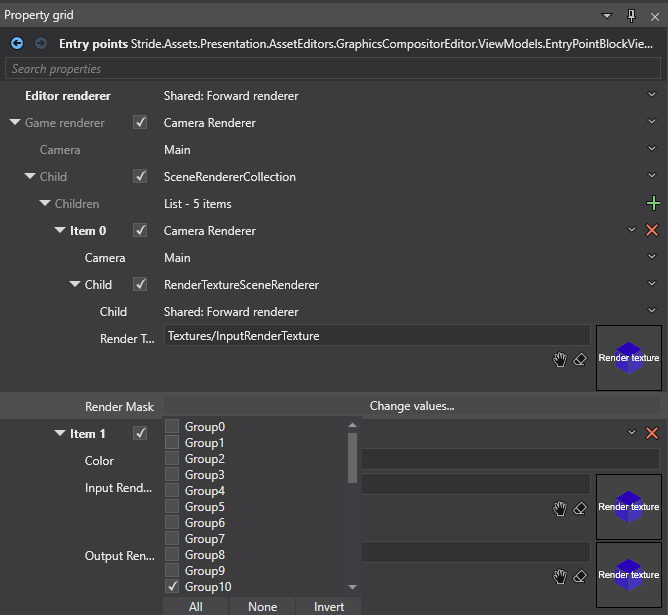 Property grid
Entry points Stride.Assets.Presentation.AssetEditors.GraphicsCompositorEditor.ViewModels.EntryPointBlockVie...
Search properties
Editor renderer Shared: Forward renderer
Game renderer Camera Renderer
Camera Main
Child SceneRendererCollection
Children List - 5 items
Item 0 Camera Renderer
Camera Main
Child RenderTextureSceneRenderer
Child Shared: Forward renderer
Render T... Textures/InputRenderTexture
Render texture
Render Mask Change values...
Group0
Item 1
Group1
Group2
Color
Group3
Input Rend...
Group4
Render texture
Group5
Group6
Group7
Output Ren...
Group8
Group9
Render texture
Group10
All None Invert